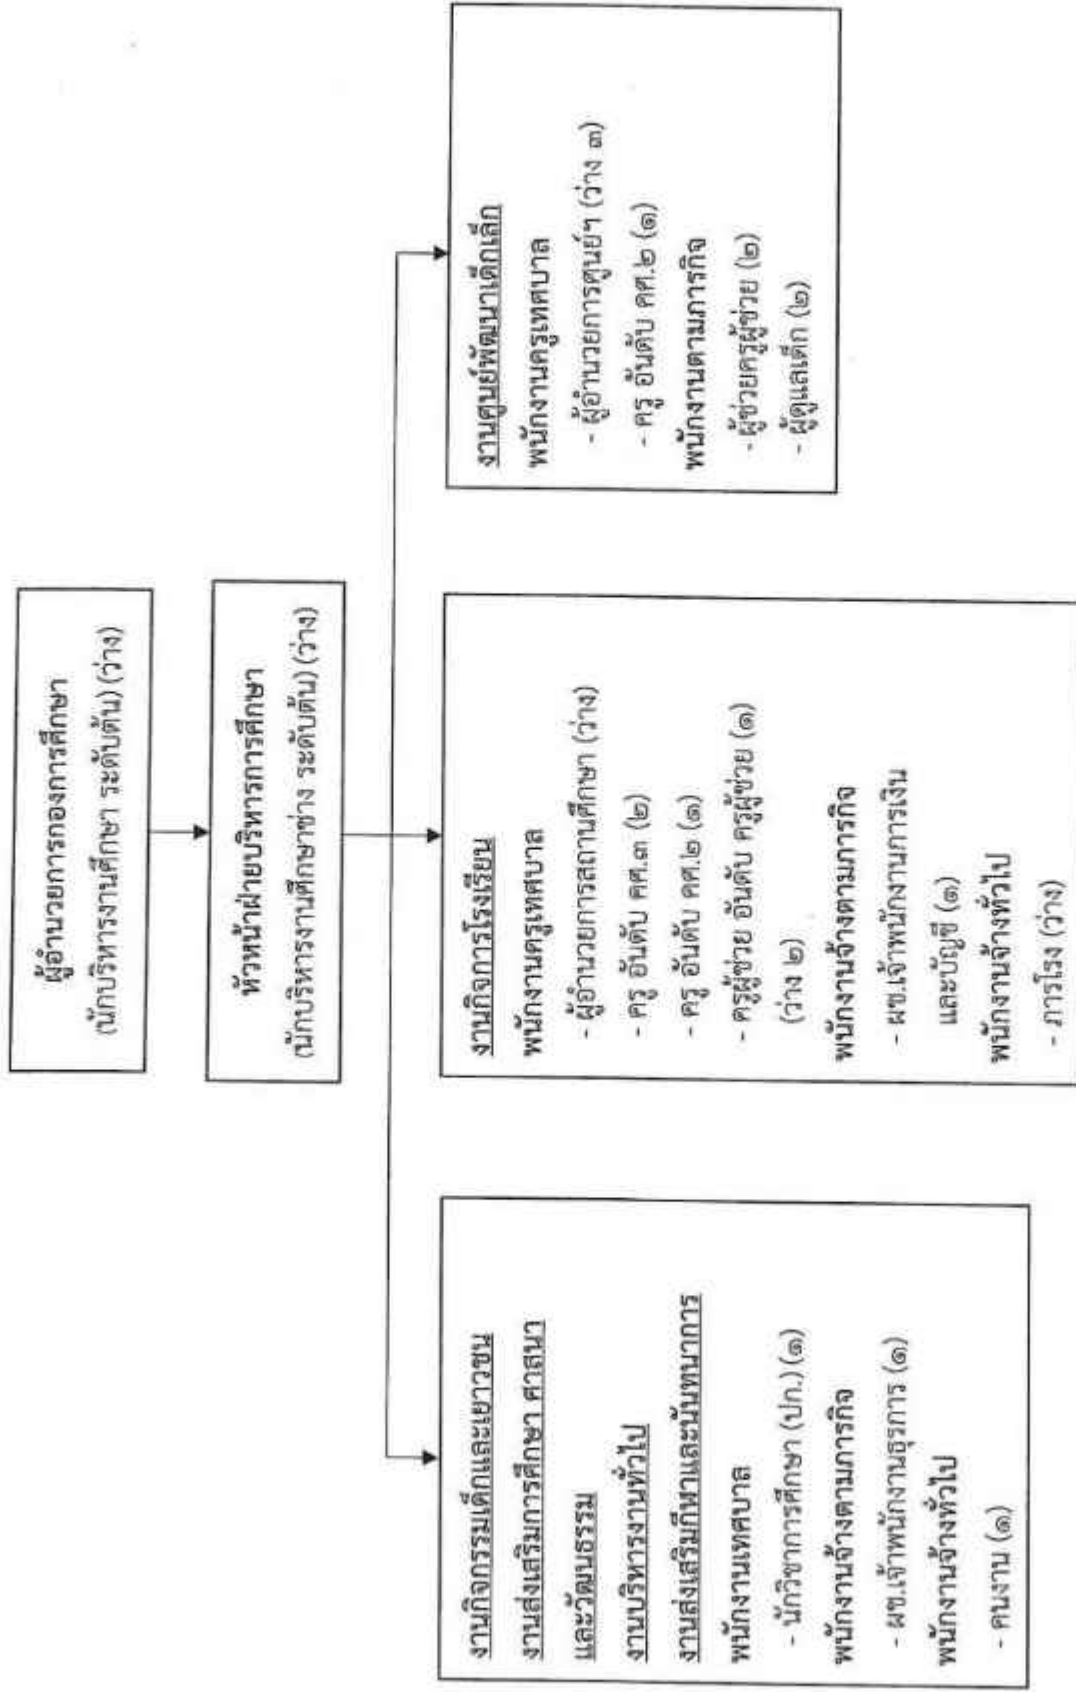 ผู้อำนวยการกองการศึกษา
(นักบริหารงานศึกษา ระดับต้น) (ว่าง)
หัวหน้าฝ่ายบริหารการศึกษา
(นักบริหารงานศึกษาช่าง ระดับต้น) (ว่าง)
งานกิจกรรมเด็กและเยาวชน
งานส่งเสริมการศึกษา ศาสนา
และวัฒนธรรม
งานบริหารงานทั่วไป
งานส่งเสริมกีฬาและนันทนาการ
พนักงานเทศบาล
- นักวิชาการศึกษา (ปก.) (๑)
พนักงานจ้างตามภารกิจ
- ผช.เจ้าพนักงานธุรการ (๑)
พนักงานจ้างทั่วไป
- คนงาน (๑)
งานกิจการโรงเรียน
พนักงานครูเทศบาล
- ผู้อำนวยการสถานศึกษา (ว่าง)
- ครู อันดับ คศ.๓ (๒)
- ครู อันดับ คศ.๒ (๑)
- ครูผู้ช่วย อันดับ ครูผู้ช่วย (๑)
(ว่าง ๒)
พนักงานจ้างตามภารกิจ
- ผช.เจ้าพนักงานการเงิน
และบัญชี (๑)
พนักงานจ้างทั่วไป
- ภารโรง (ว่าง)
งานศูนย์พัฒนาเด็กเล็ก
พนักงานครูเทศบาล
- ผู้อำนวยการศูนย์ฯ (ว่าง ๓)
- ครู อันดับ คศ.๒ (๑)
พนักงานตามภารกิจ
- ผู้ช่วยครูผู้ช่วย (๒)
- ผู้ดูแลเด็ก (๒)